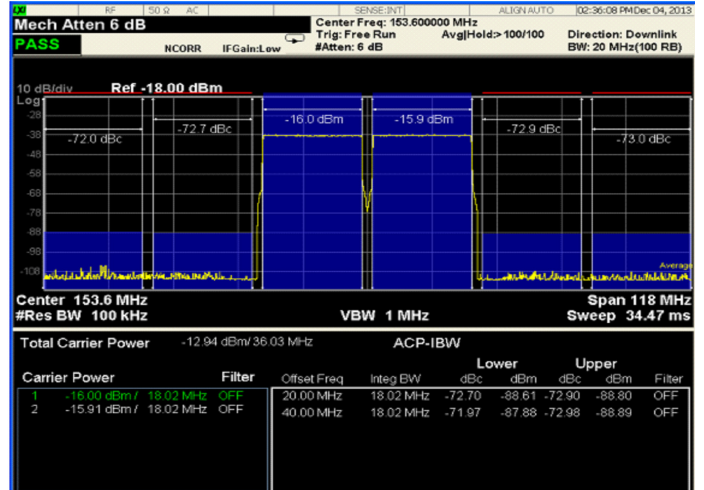 LXI RF 50 Ω AC SENSE:INT ALIGN AUTO 02:36:08 PM Dec 04, 2013
Mech Atten 6 dB
Center Freq: 153.600000 MHz
PASS NCORR IFGain:Low Trig: Free Run Avg|Hold:> 100/100 Direction: Downlink
#Atten: 6 dB BW: 20 MHz(100 RB)
10 dB/div Ref -18.00 dBm
Log
-28
-16.0 dBm -15.9 dBm
-72.7 dBc -72.9 dBc
-38
-72.0 dBc -73.0 dBc
-48
-58
-68
-78
-88
-98
Average
-108
Center 153.6 MHz Span 118 MHz
#Res BW 100 kHz VBW 1 MHz Sweep 34.47 ms
Total Carrier Power -12.94 dBm/ 36.03 MHz ACP-IBW
Lower Upper
Carrier Power Filter Offset Freq Integ BW dBc dBm dBc dBm Filter
1 -16.00 dBm / 18.02 MHz OFF 20.00 MHz 18.02 MHz -72.70 -88.61 -72.90 -88.80 OFF
2 -15.91 dBm / 18.02 MHz OFF 40.00 MHz 18.02 MHz -71.97 -87.88 -72.98 -88.89 OFF